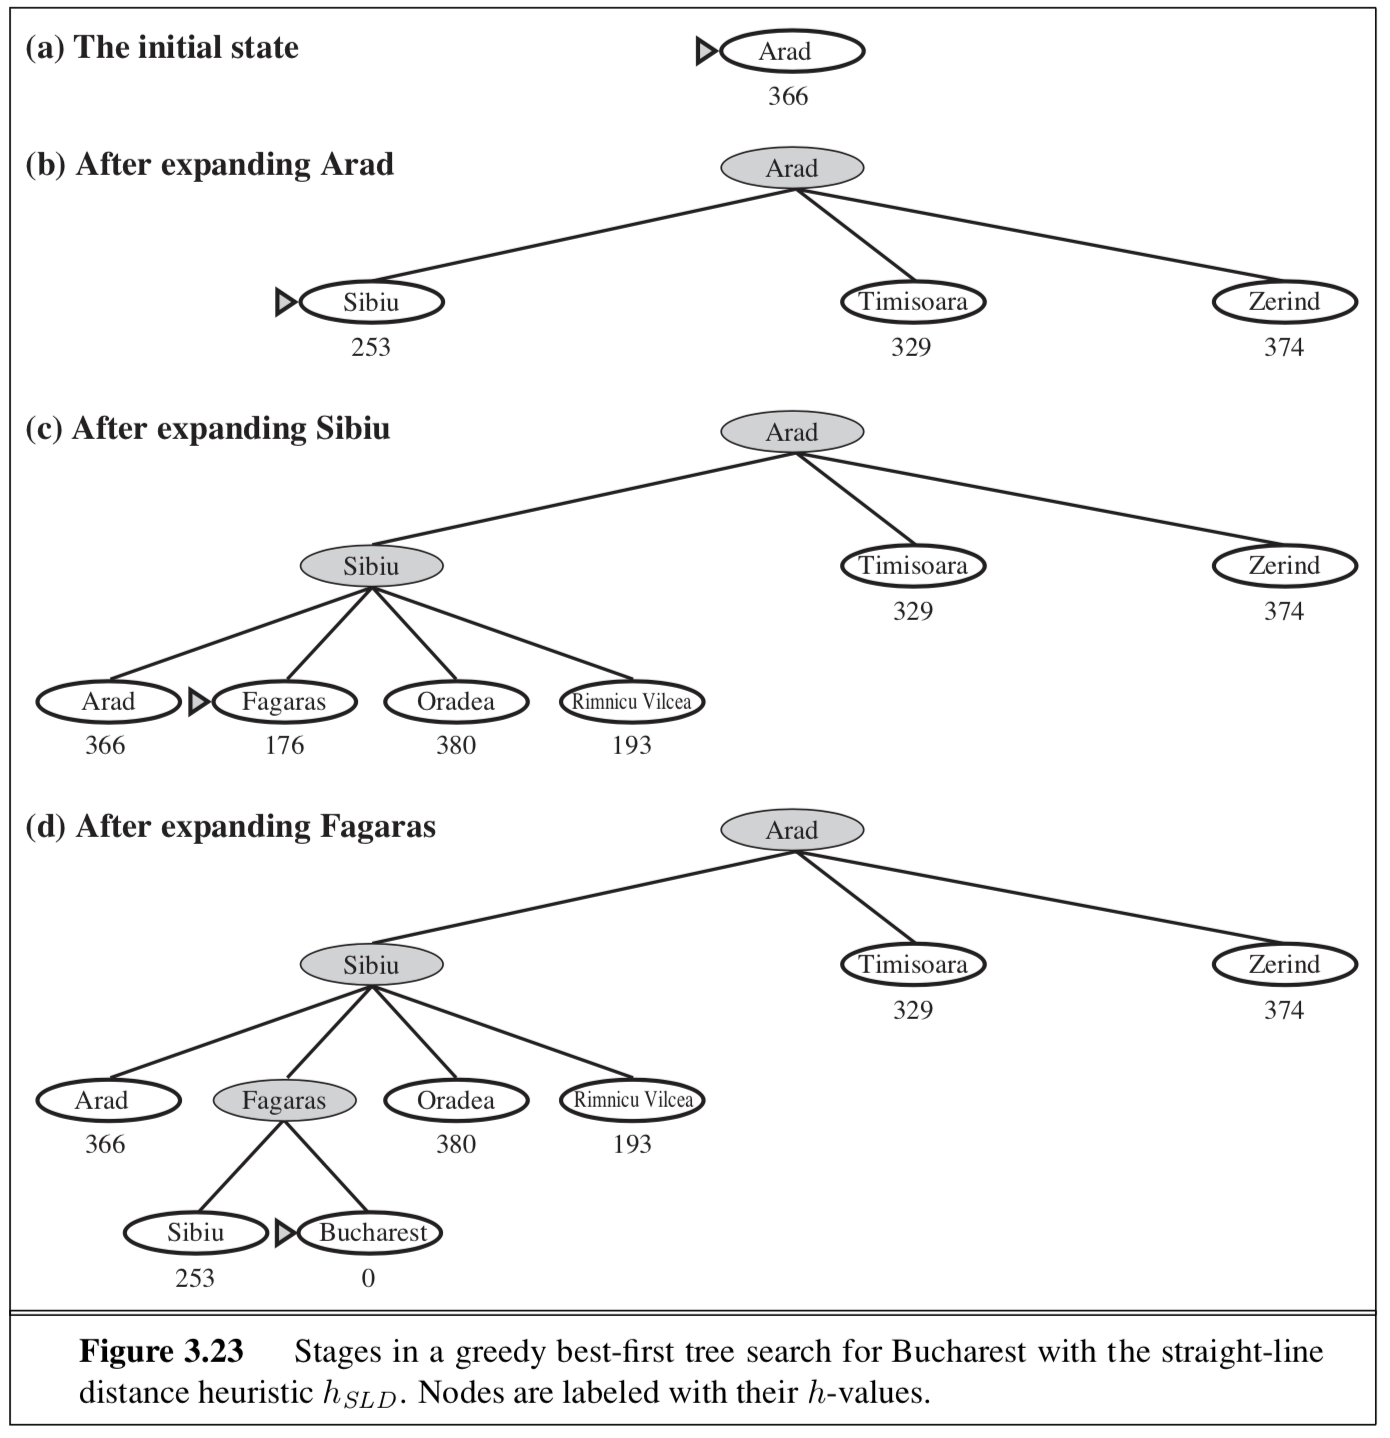 (a) The initial state
Arad
366
(b) After expanding Arad
Arad
Sibiu Timisoara Zerind
253 329 374
(c) After expanding Sibiu
Arad
Sibiu Timisoara Zerind
329 374
Arad Fagaras Oradea Rimnicu Vilcea
366 176 380 193
(d) After expanding Fagaras
Arad
Sibiu Timisoara Zerind
329 374
Arad Fagaras Oradea Rimnicu Vilcea
366 380 193
Sibiu Bucharest
253 0
Figure 3.23 Stages in a greedy best-first tree search for Bucharest with the straight-line
distance heuristic hSLD. Nodes are labeled with their h-values.